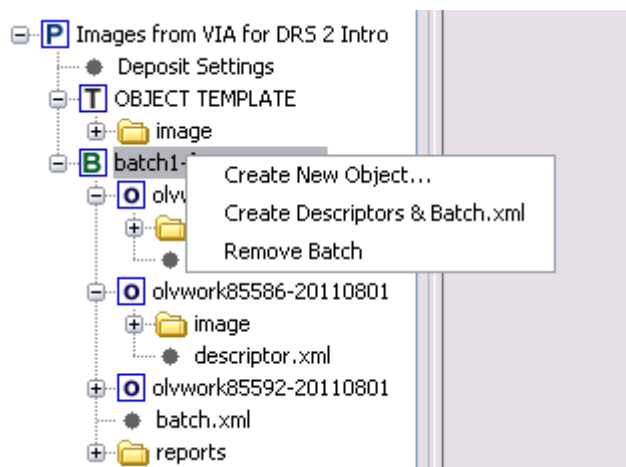 P Images from VIA for DRS 2 Intro
Deposit Settings
T OBJECT TEMPLATE
image
B batch1-
Create New Object...
O
Create Descriptors & Batch.xml
Remove Batch
O olvwork85586-20110801
image
descriptor.xml
O olvwork85592-20110801
batch.xml
reports